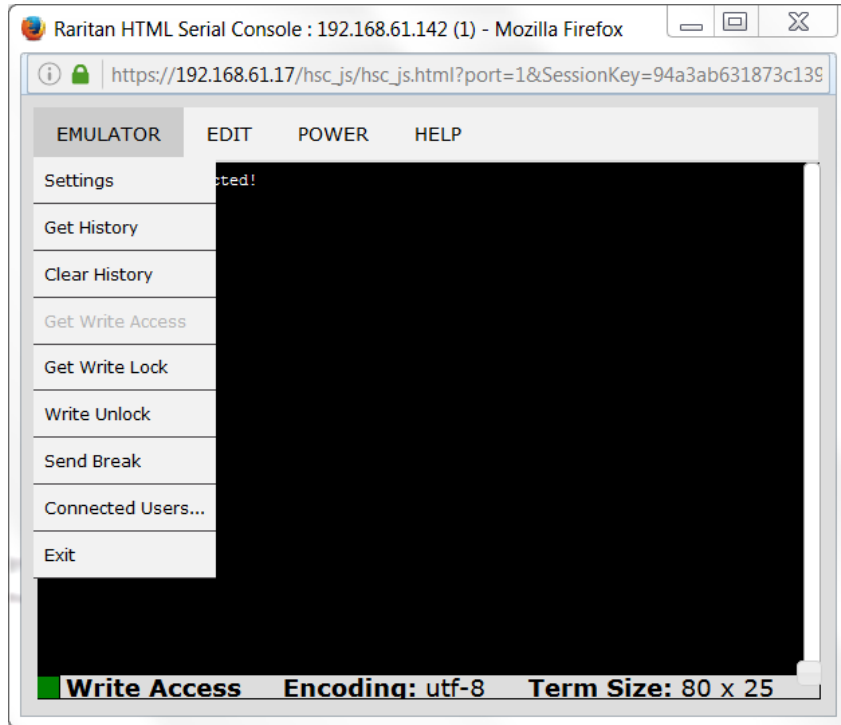 Raritan HTML Serial Console : 192.168.61.142 (1) - Mozilla Firefox
https://192.168.61.17/hsc_js/hsc_js.html?port=1&SessionKey=94a3ab631873c139
EMULATOR EDIT POWER HELP
Settings
cted!
Get History
Clear History
Get Write Access
Get Write Lock
Write Unlock
Send Break
Connected Users...
Exit
Write Access Encoding: utf-8 Term Size: 80 x 25